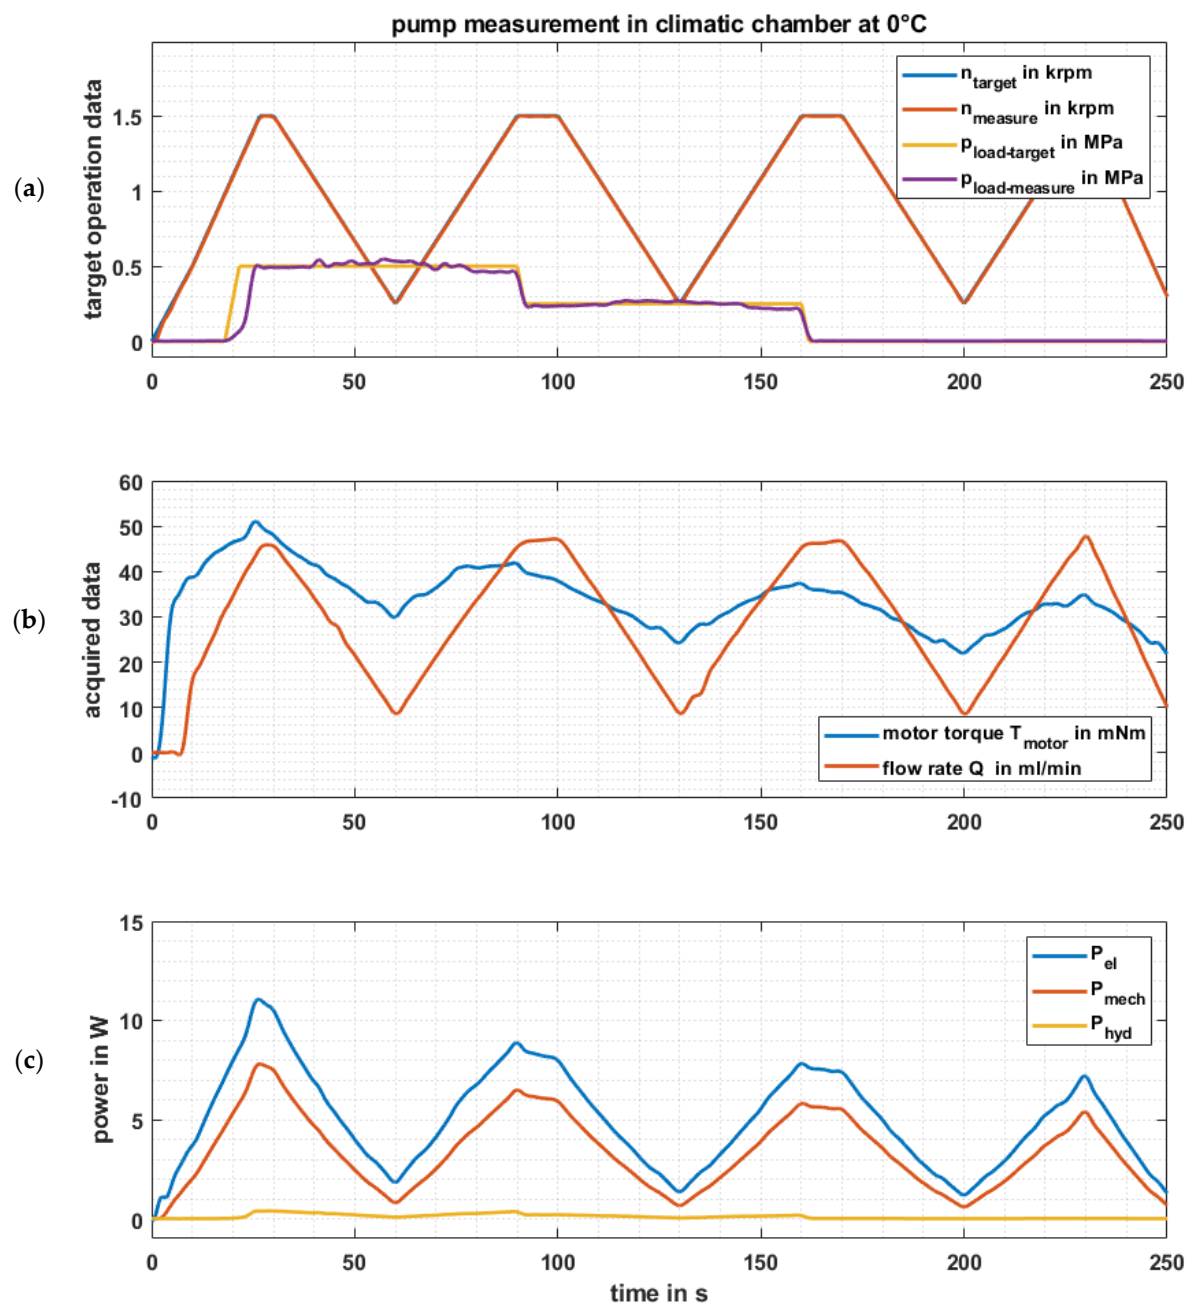 pump measurement in climatic chamber at 0°C
(a)
target operation data
1.5
1
0.5
0
n_target in krpm
n_measure in krpm
p_load-target in MPa
p_load-measure in MPa
0 50 100 150 200 250
(b)
acquired data
60
50
40
30
20
10
0
-10
motor torque T_motor in mNm
flow rate Q in ml/min
0 50 100 150 200 250
(c)
power in W
15
10
5
0
P_el
P_mech
P_hyd
0 50 100 150 200 250
time in s